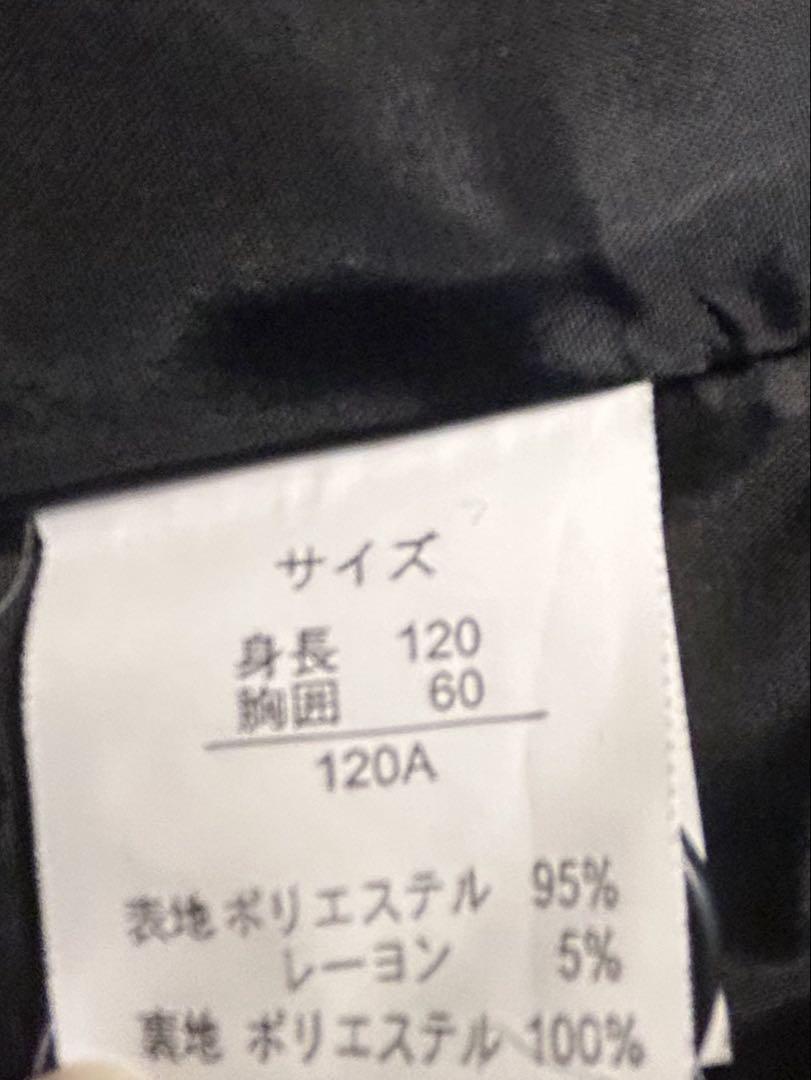 サイズ
身長 120
胸囲 60
120A
表地 ポリエステル 95%
レーヨン 5%
裏地 ポリエステル 100%